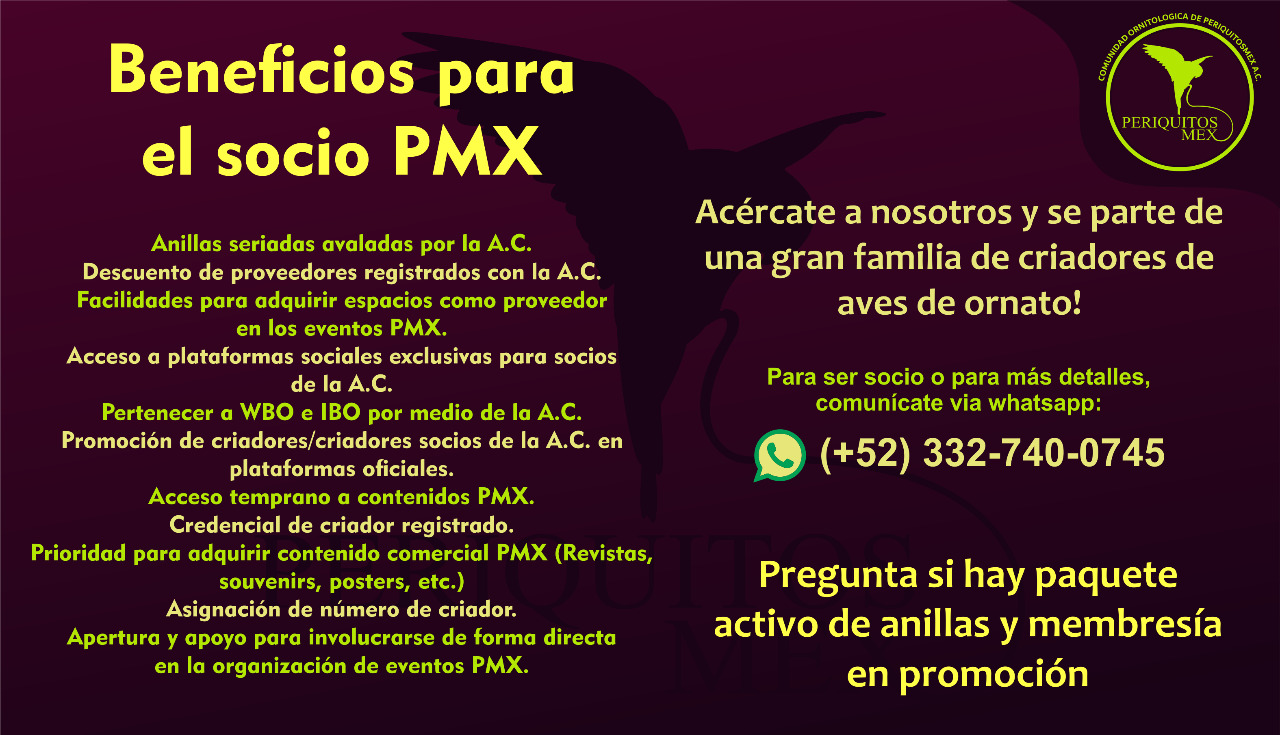 Beneficios para
el socio PMX
Anillas seriadas avaladas por la A.C.
Descuento de proveedores registrados con la A.C.
Facilidades para adquirir espacios como proveedor
en los eventos PMX.
Acceso a plataformas sociales exclusivas para socios
de la A.C.
Pertenecer a WBO e IBO por medio de la A.C.
Promoción de criadores/criadores socios de la A.C. en
plataformas oficiales.
Acceso temprano a contenidos PMX.
Credencial de criador registrado.
Prioridad para adquirir contenido comercial PMX (Revistas,
souvenirs, posters, etc.)
Asignación de número de criador.
Apertura y apoyo para involucrarse de forma directa
en la organización de eventos PMX.
COMUNIDAD ORNITOLOGICA DE PERIQUITOSMEX A.C.
PERIQUITOS
MEX
Acércate a nosotros y se parte de
una gran familia de criadores de
aves de ornato!
Para ser socio o para más detalles,
comunícate via whatsapp:
(+52) 332-740-0745
Pregunta si hay paquete
activo de anillas y membresía
en promoción
PERIQUITOS
MEX